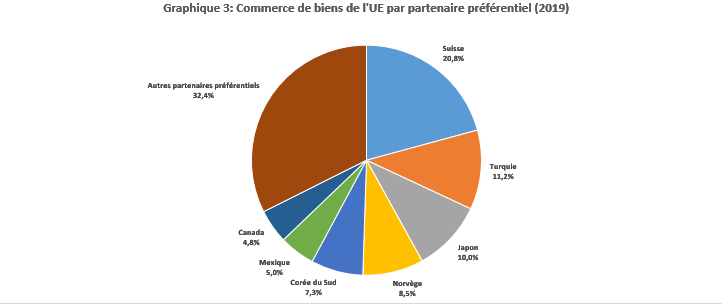 Graphique 3: Commerce de biens de l'UE par partenaire préférentiel (2019)
Suisse
20,8%
Turquie
11,2%
Japon
10,0%
Norvège
8,5%
Corée du Sud
7,3%
Mexique
5,0%
Canada
4,8%
Autres partenaires préférentiels
32,4%